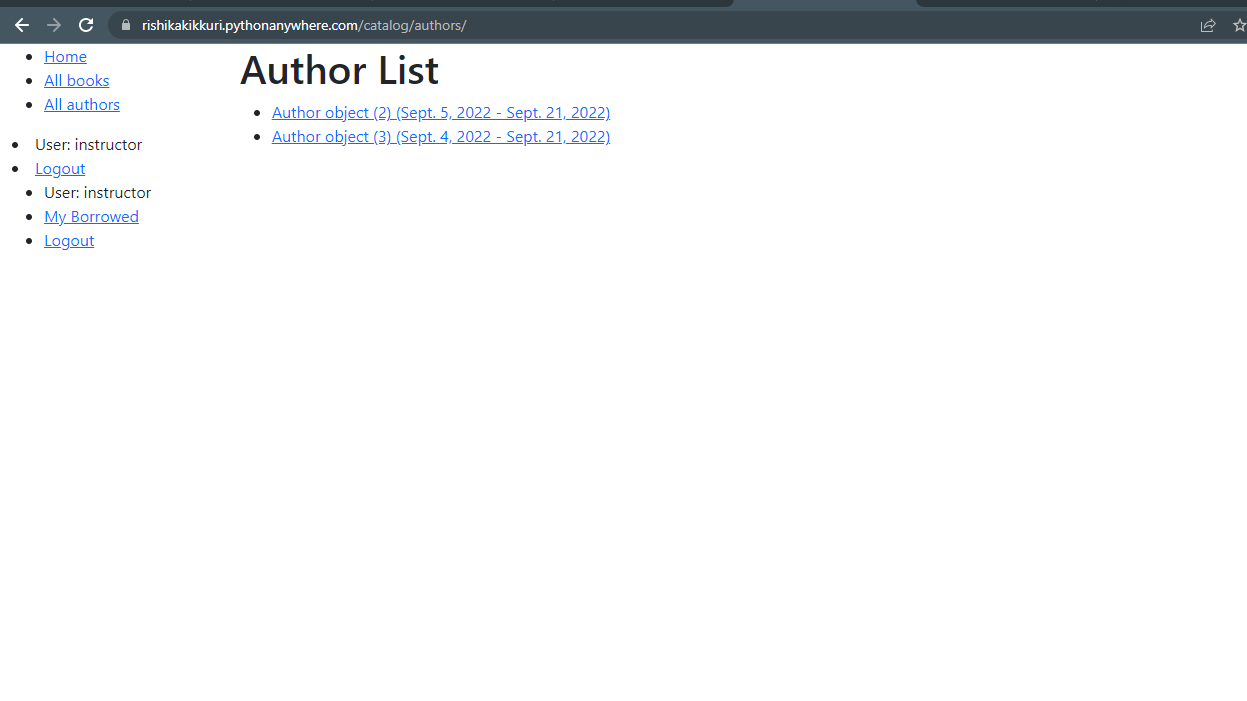 rishikakikkuri.pythonanywhere.com/catalog/authors/
Home
All books
All authors
User: instructor
Logout
User: instructor
My Borrowed
Logout
Author List
Author object (2) (Sept. 5, 2022 - Sept. 21, 2022)
Author object (3) (Sept. 4, 2022 - Sept. 21, 2022)